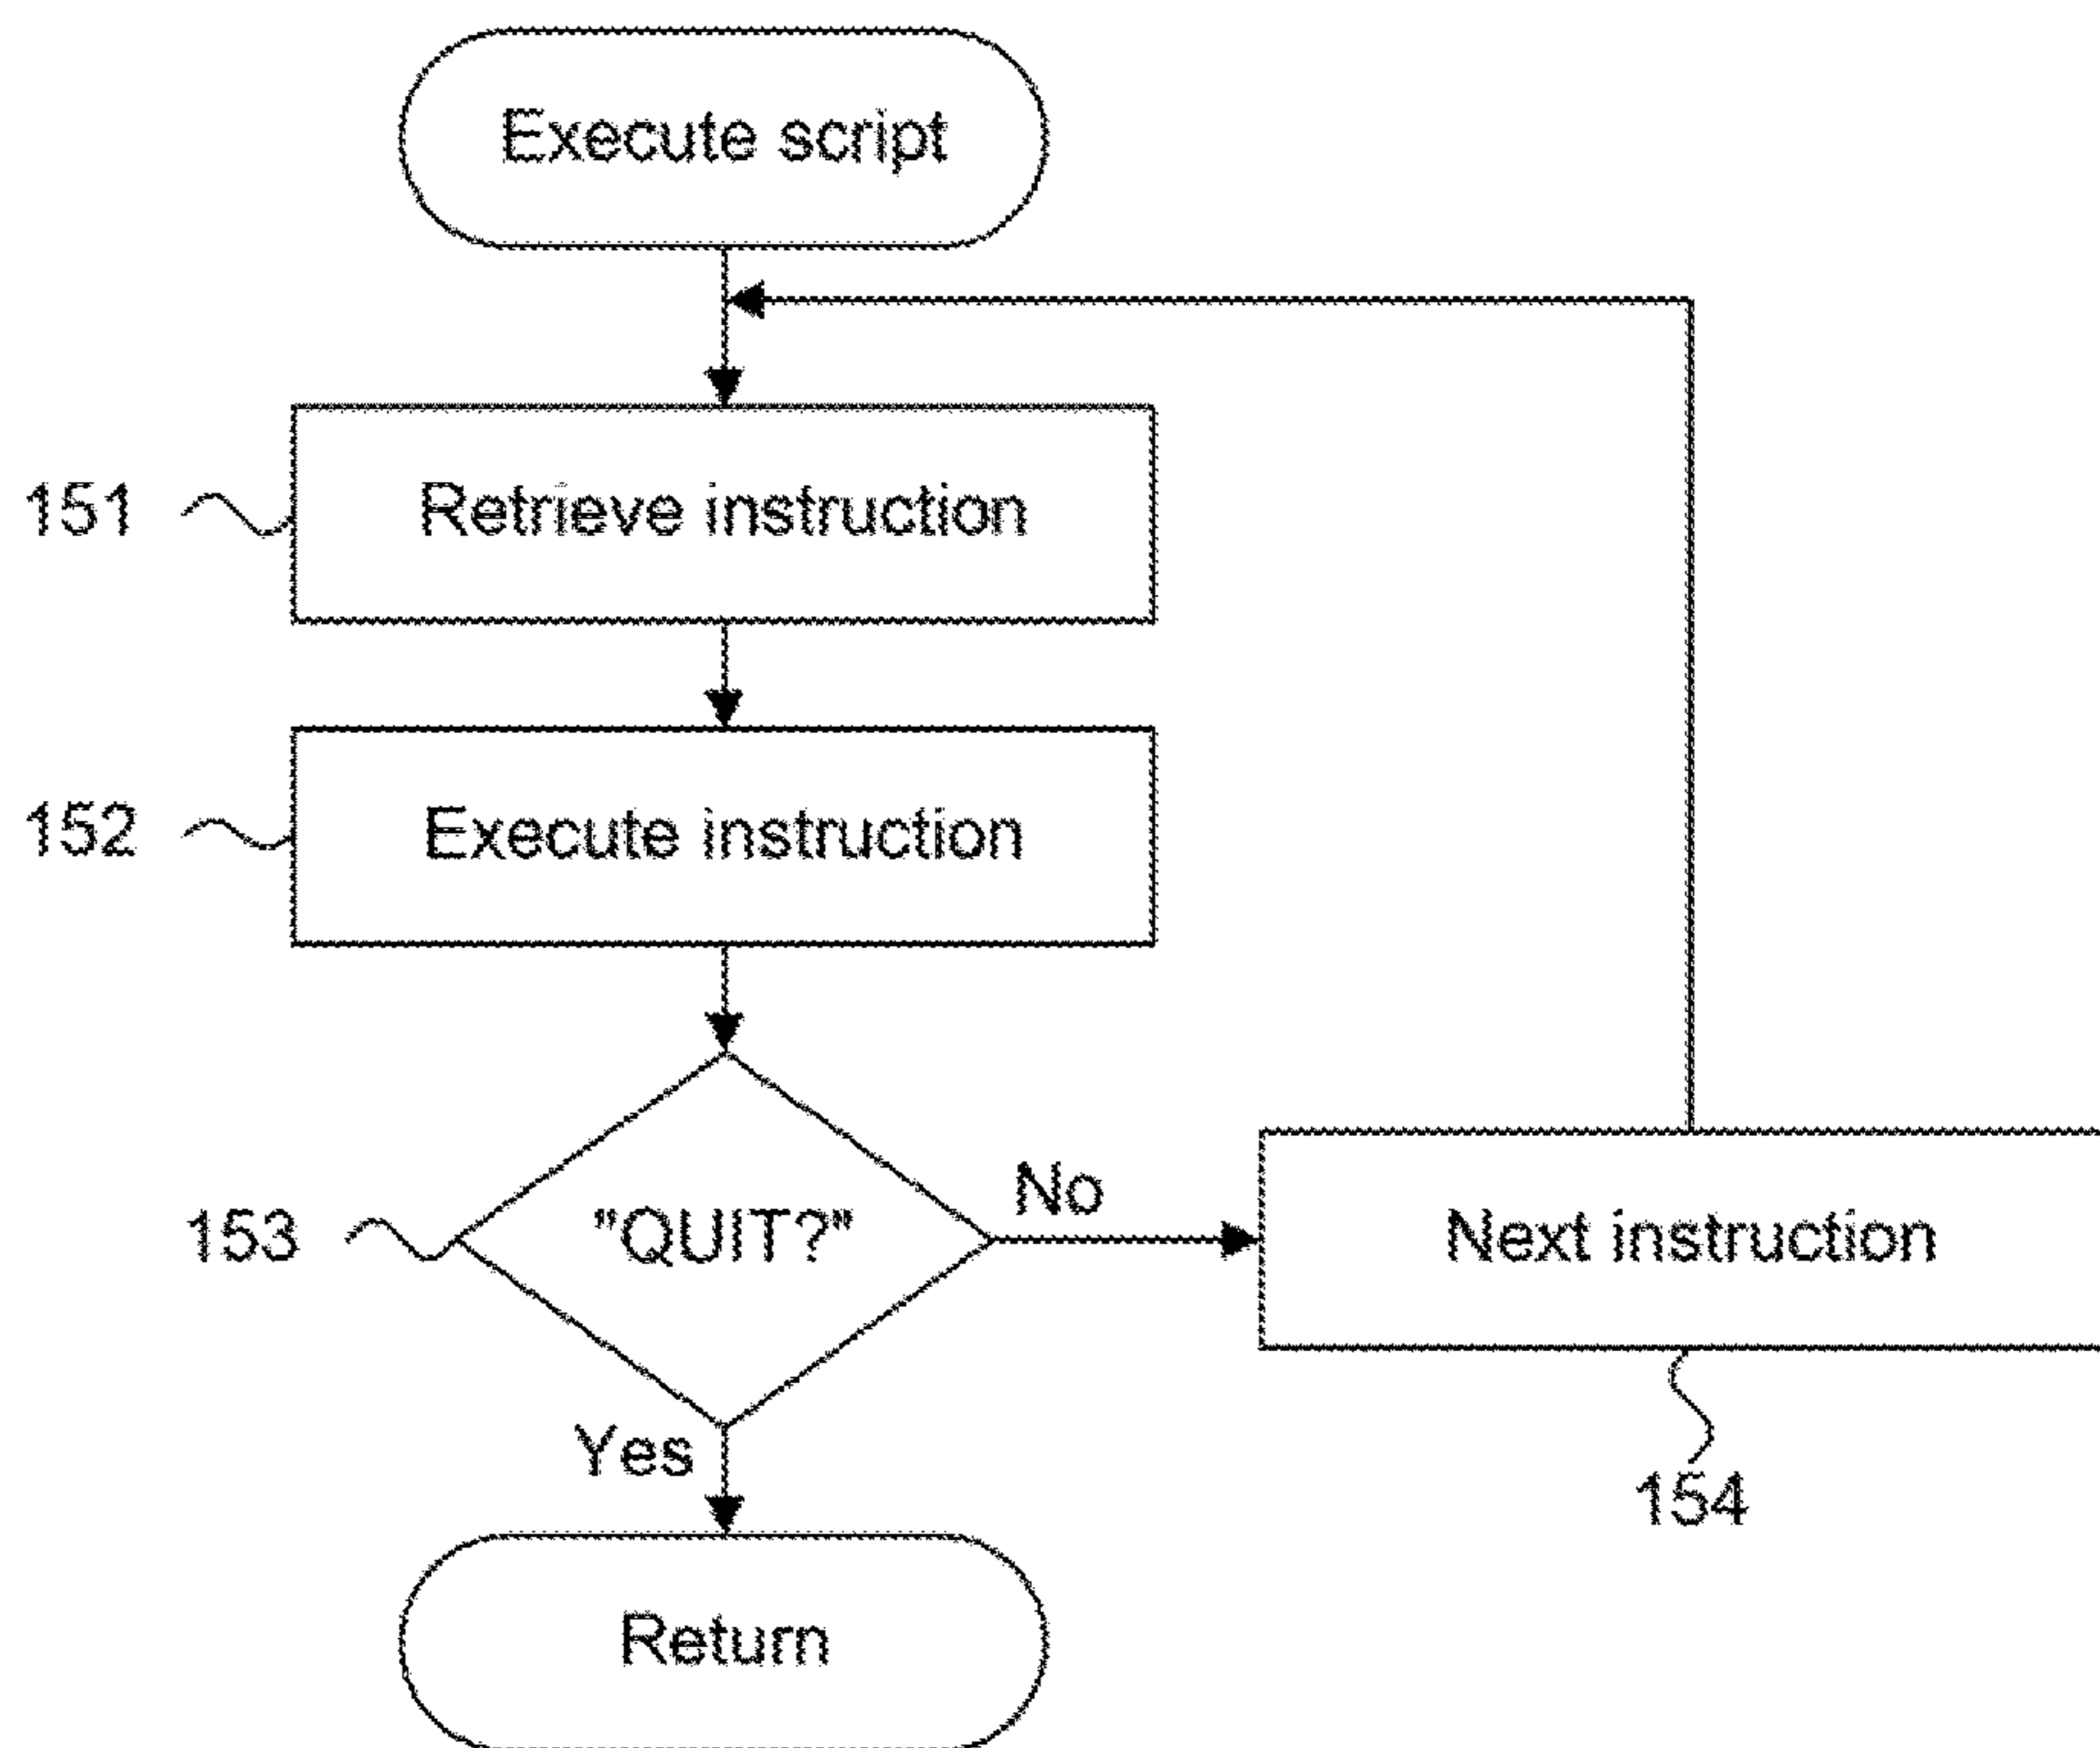 Execute script
151
Retrieve instruction
152
Execute instruction
153
"QUIT?"
No
Next instruction
Yes
154
Return